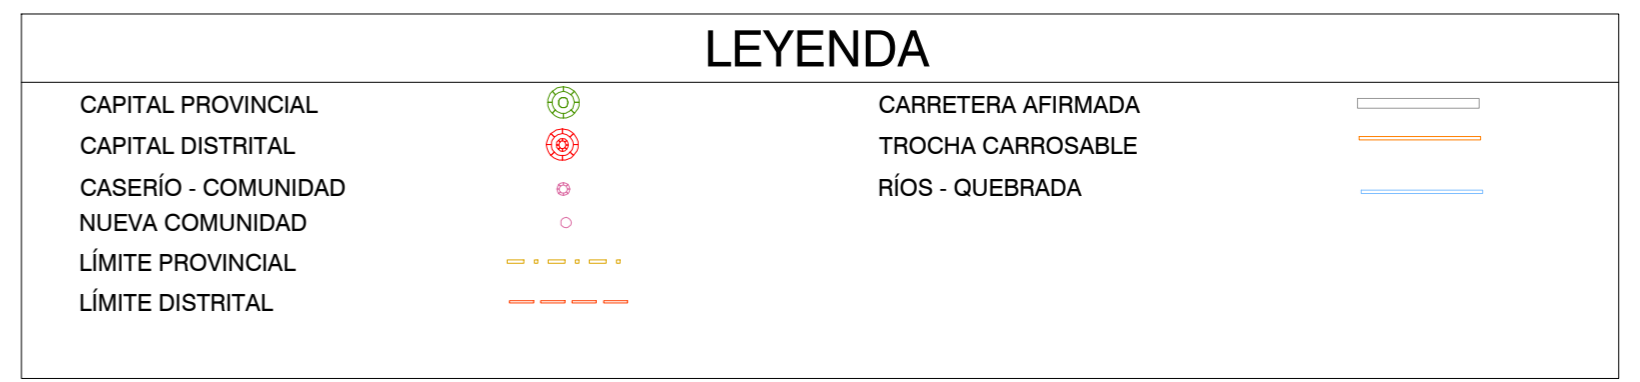 LEYENDA
CAPITAL PROVINCIAL
CAPITAL DISTRITAL
CASERÍO - COMUNIDAD
NUEVA COMUNIDAD
LÍMITE PROVINCIAL
LÍMITE DISTRITAL
CARRETERA AFIRMADA
TROCHA CARROSABLE
RÍOS - QUEBRADA